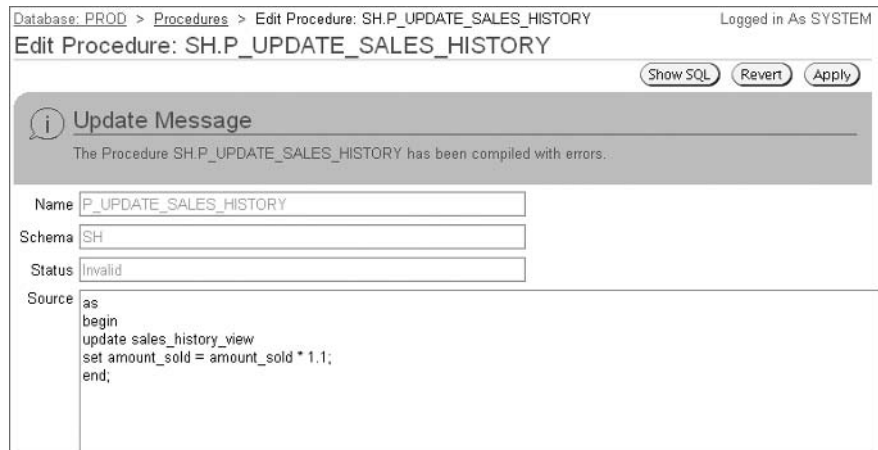 Database: PROD > Procedures > Edit Procedure: SH.P_UPDATE_SALES_HISTORY Logged in As SYSTEM
Edit Procedure: SH.P_UPDATE_SALES_HISTORY
Show SQL Revert Apply
i Update Message
The Procedure SH.P_UPDATE_SALES_HISTORY has been compiled with errors.
Name P_UPDATE_SALES_HISTORY
Schema SH
Status Invalid
Source as
begin
update sales_history_view
set amount_sold = amount_sold * 1.1;
end;